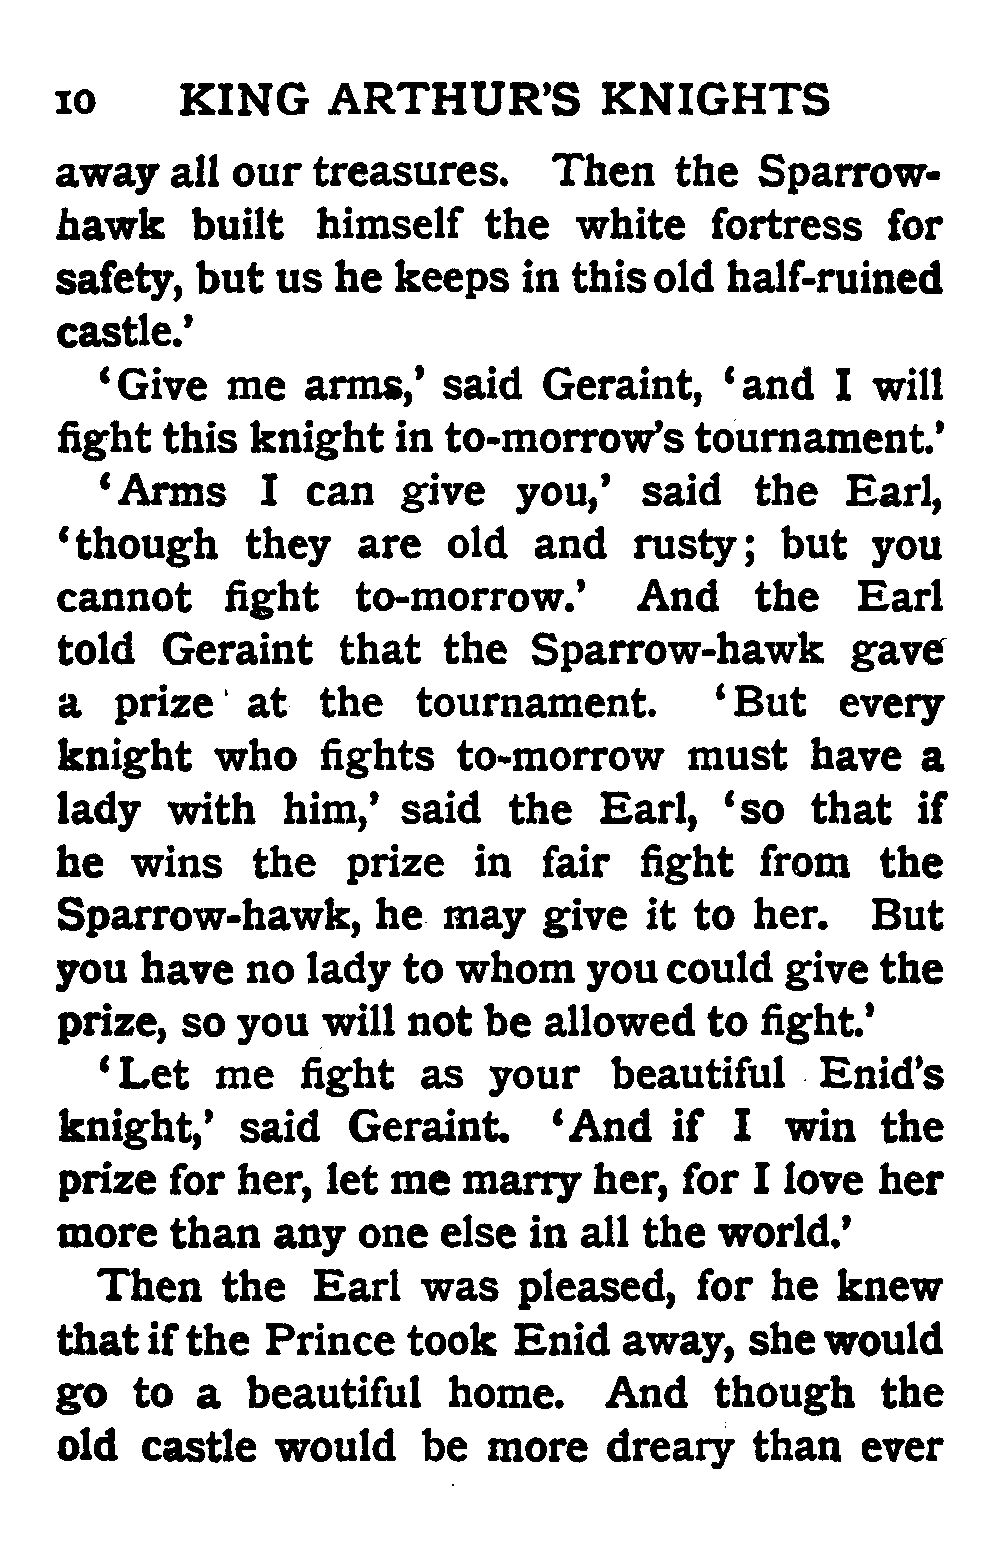 10 KING ARTHUR'S KNIGHTS
away all our treasures. Then the Sparrow-
hawk built himself the white fortress for
safety, but us he keeps in this old half-ruined
castle.’
‘Give me arms,’ said Geraint, ‘and I will
fight this knight in to-morrow’s tournament.’
‘Arms I can give you,’ said the Earl,
‘though they are old and rusty; but you
cannot fight to-morrow.’ And the Earl
told Geraint that the Sparrow-hawk gave
a prize at the tournament. ‘But every
knight who fights to-morrow must have a
lady with him,’ said the Earl, ‘so that if
he wins the prize in fair fight from the
Sparrow-hawk, he may give it to her. But
you have no lady to whom you could give the
prize, so you will not be allowed to fight.’
‘Let me fight as your beautiful Enid’s
knight,’ said Geraint. ‘And if I win the
prize for her, let me marry her, for I love her
more than any one else in all the world.’
Then the Earl was pleased, for he knew
that if the Prince took Enid away, she would
go to a beautiful home. And though the
old castle would be more dreary than ever